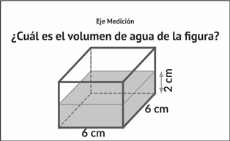 Eje Medición
¿Cuál es el volumen de agua de la figura?
2 cm
6 cm
6 cm